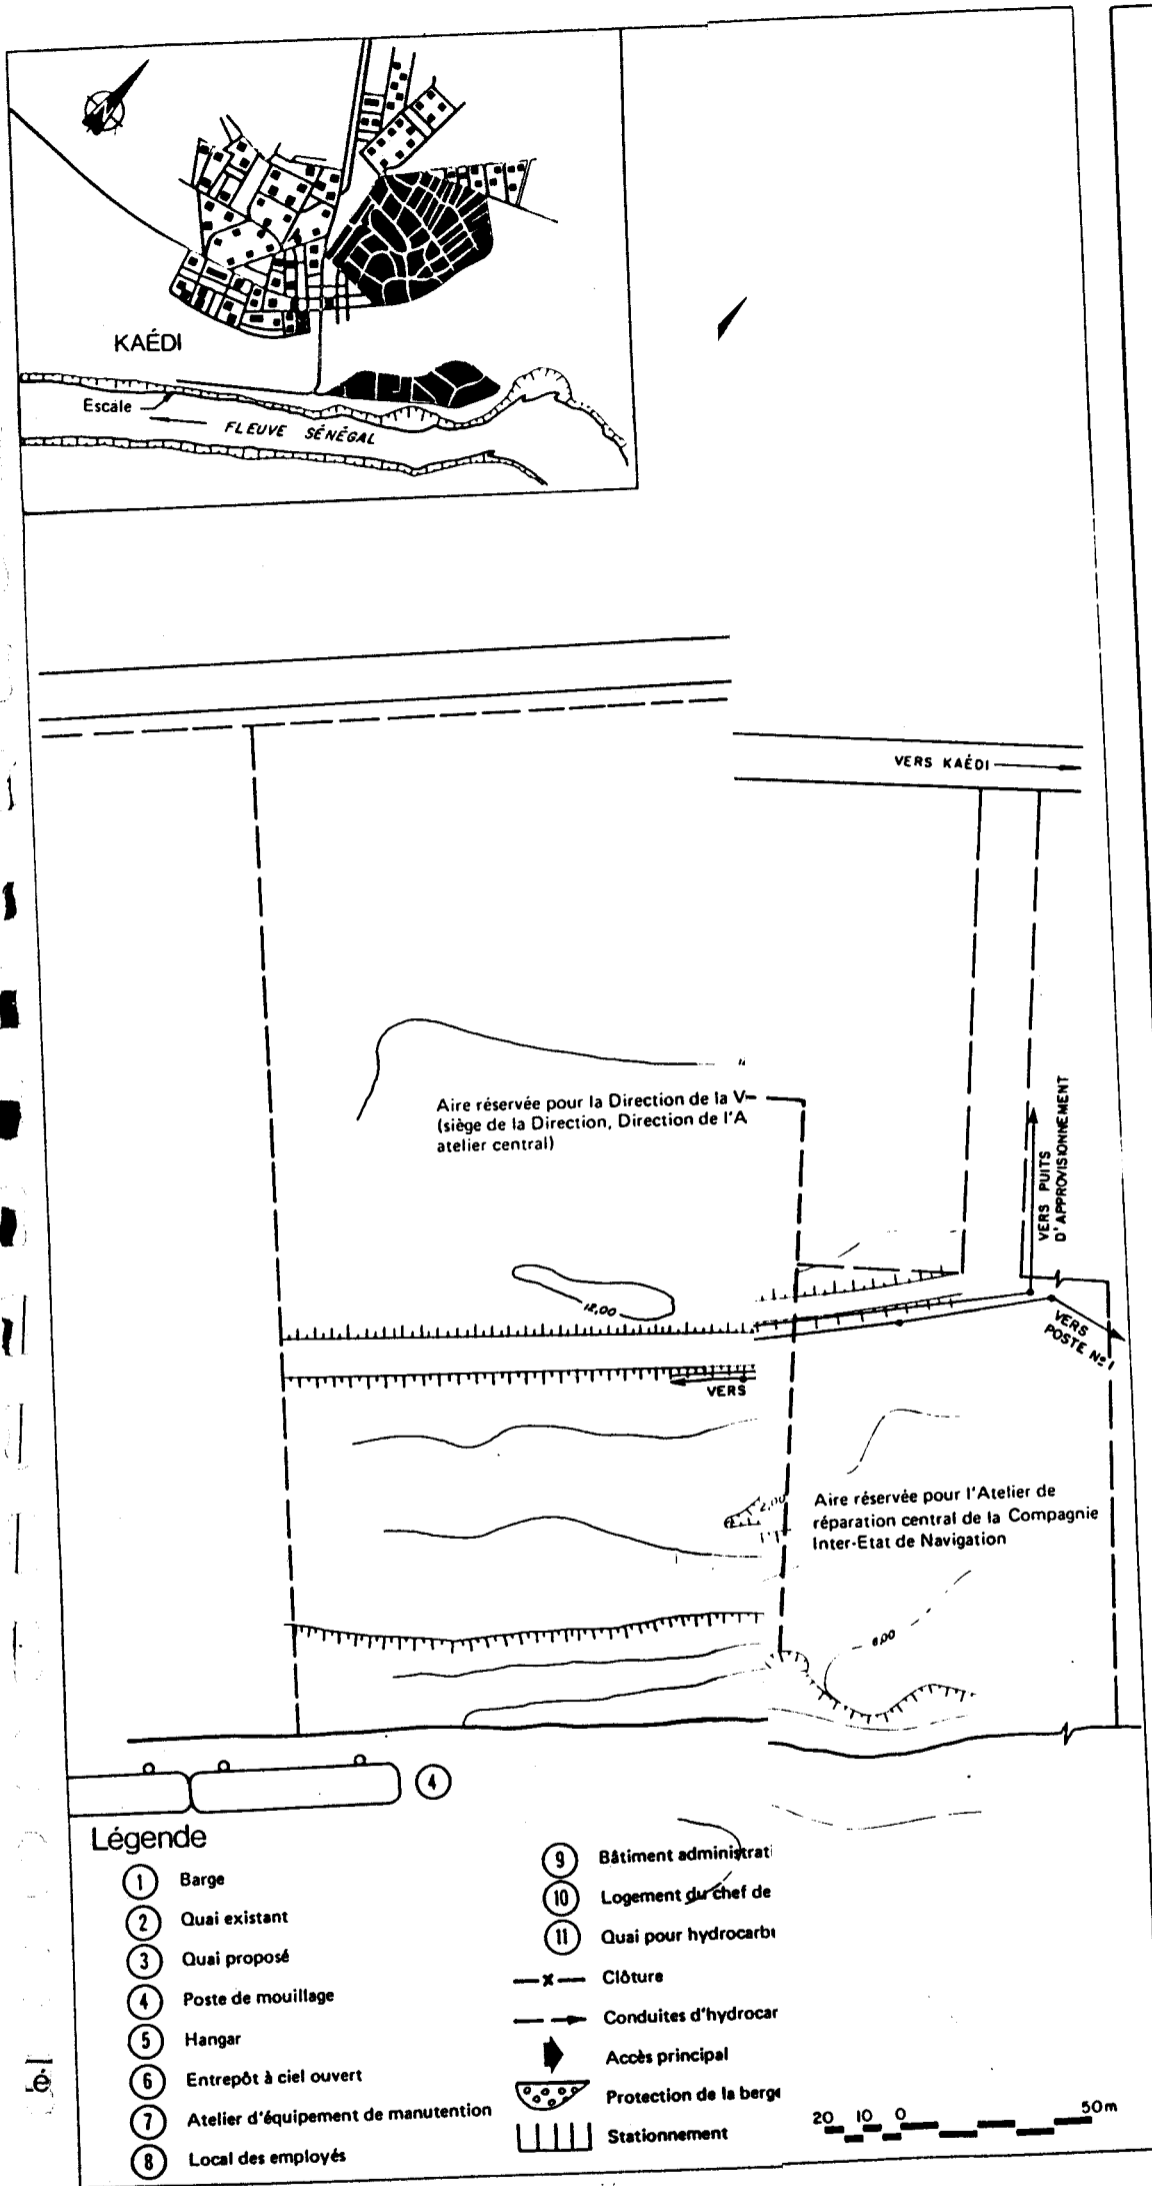 KAÉDI
Escale
FLEUVE SÉNÉGAL
VERS KAÉDI
Aire réservée pour la Direction de la V
(siège de la Direction, Direction de l'A
atelier central)
VERS PUITS
D'APPROVISIONNEMENT
12,00
VERS
POSTE Nº 1
VERS
2,00
Aire réservée pour l'Atelier de
réparation central de la Compagnie
Inter-Etat de Navigation
6,00
4
Légende
1 Barge
2 Quai existant
3 Quai proposé
4 Poste de mouillage
5 Hangar
6 Entrepôt à ciel ouvert
7 Atelier d'équipement de manutention
8 Local des employés
9 Bâtiment administrati
10 Logement du chef de
11 Quai pour hydrocarbu
Clôture
Conduites d'hydrocar
Accès principal
Protection de la berge
Stationnement
20 10 0 50m